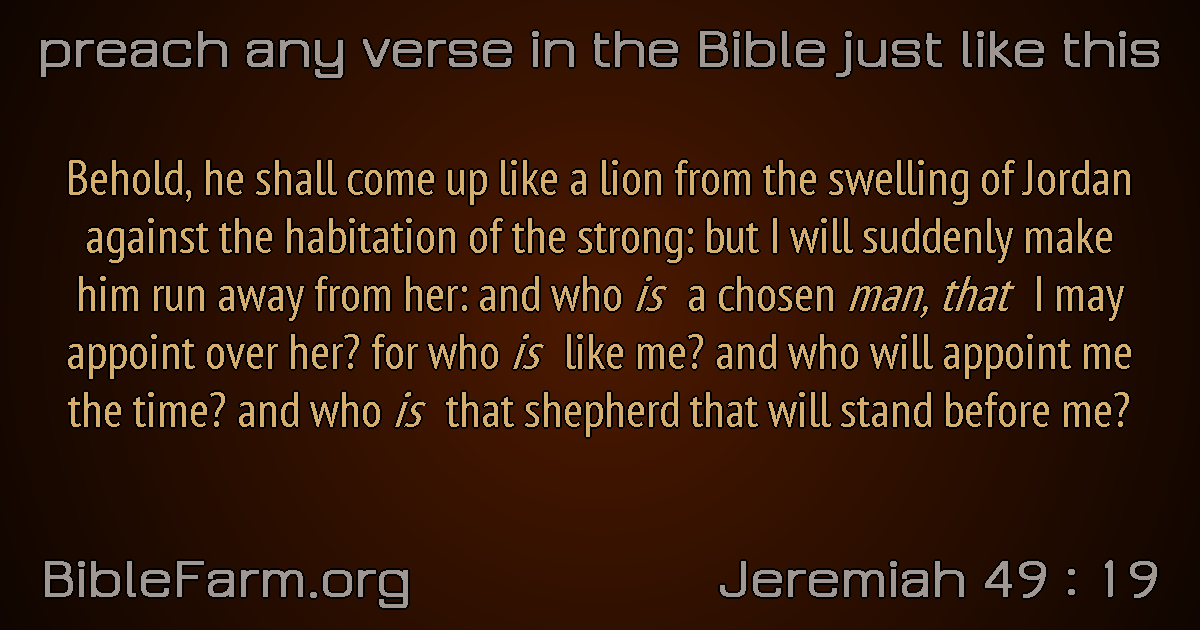 preach any verse in the Bible just like this
Behold, he shall come up like a lion from the swelling of Jordan
against the habitation of the strong: but I will suddenly make
him run away from her: and who is a chosen man, that I may
appoint over her? for who is like me? and who will appoint me
the time? and who is that shepherd that will stand before me?
BibleFarm.org
Jeremiah 49 : 19